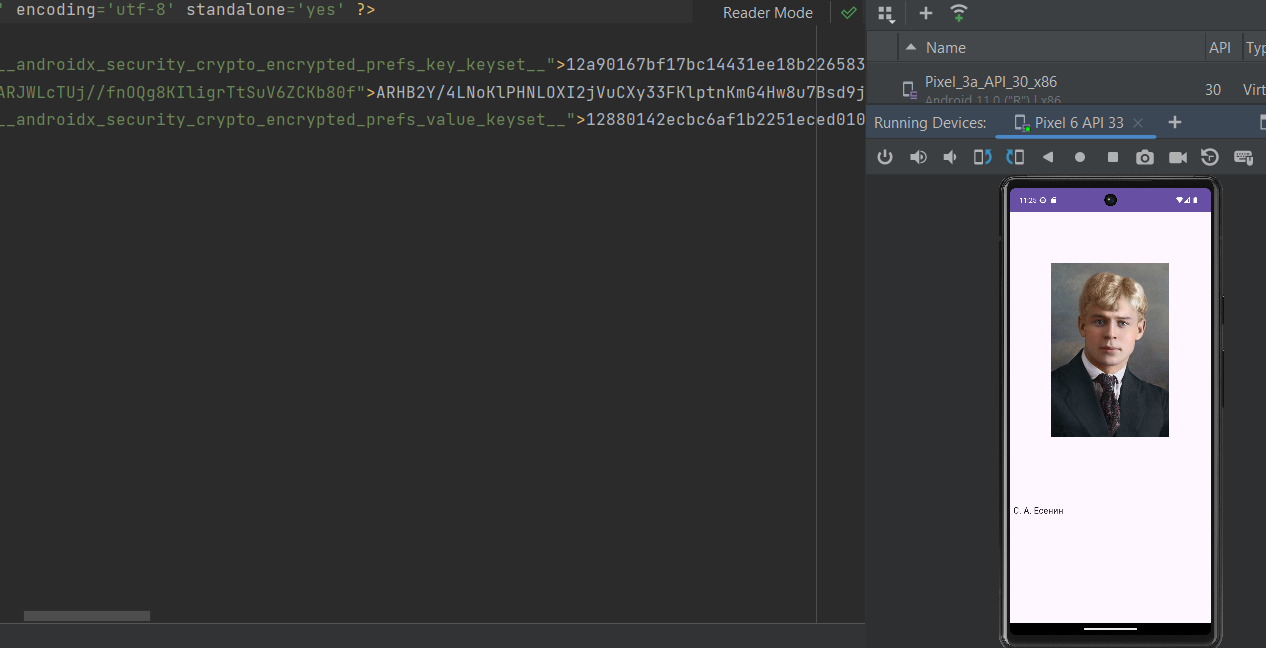 ' encoding='utf-8' standalone='yes' ?>
Reader Mode
__androidx_security_crypto_encrypted_prefs_key_keyset__">12a90167bf17bc14431ee18b226583
ARJWLcTUj//fnOQg8KIligrTtSuV6ZCKb80f">ARHB2Y/4LNoKlPHNLOXI2jVuCXy33FKlptnKmG4Hw8u7Bsd9j
__androidx_security_crypto_encrypted_prefs_value_keyset__">12880142ecbc6af1b2251eced010
Name API Typ
Pixel_3a_API_30_x86 30 Virt
Android 11.0 ("R") | x86
Running Devices: Pixel 6 API 33
11:25
С. А. Есенин